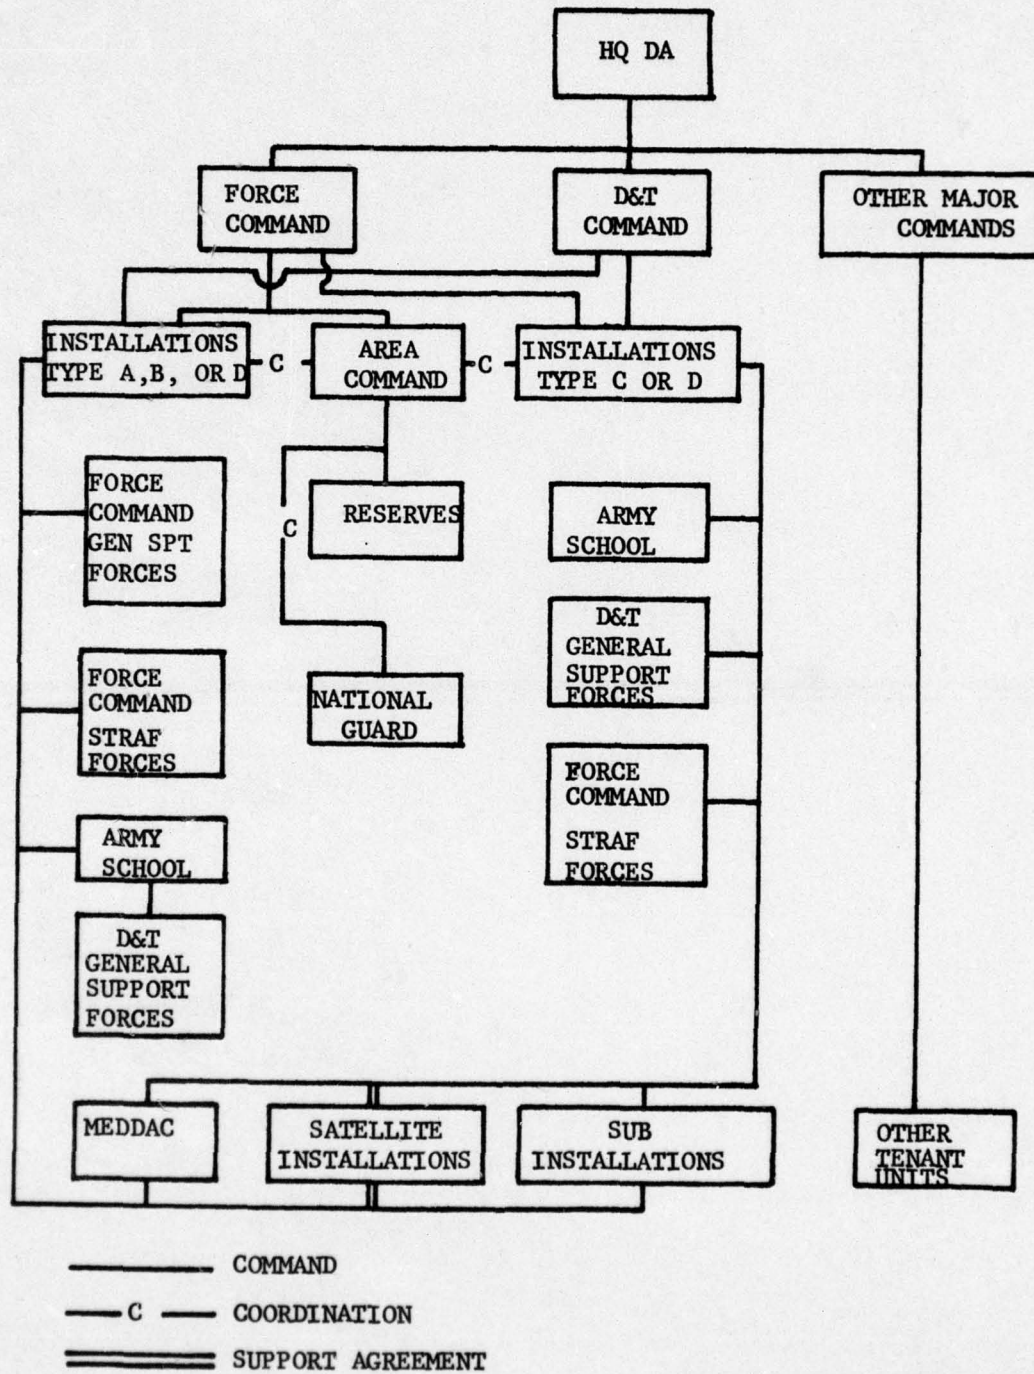 HQ DA
FORCE
COMMAND
D&T
COMMAND
OTHER MAJOR
COMMANDS
INSTALLATIONS
TYPE A,B, OR D
C
AREA
COMMAND
C
INSTALLATIONS
TYPE C OR D
FORCE
COMMAND
GEN SPT
FORCES
C
RESERVES
ARMY
SCHOOL
D&T
GENERAL
SUPPORT
FORCES
FORCE
COMMAND
STRAF
FORCES
NATIONAL
GUARD
FORCE
COMMAND
STRAF
FORCES
ARMY
SCHOOL
D&T
GENERAL
SUPPORT
FORCES
MEDDAC
SATELLITE
INSTALLATIONS
SUB
INSTALLATIONS
OTHER
TENANT
UNITS
COMMAND
C COORDINATION
SUPPORT AGREEMENT